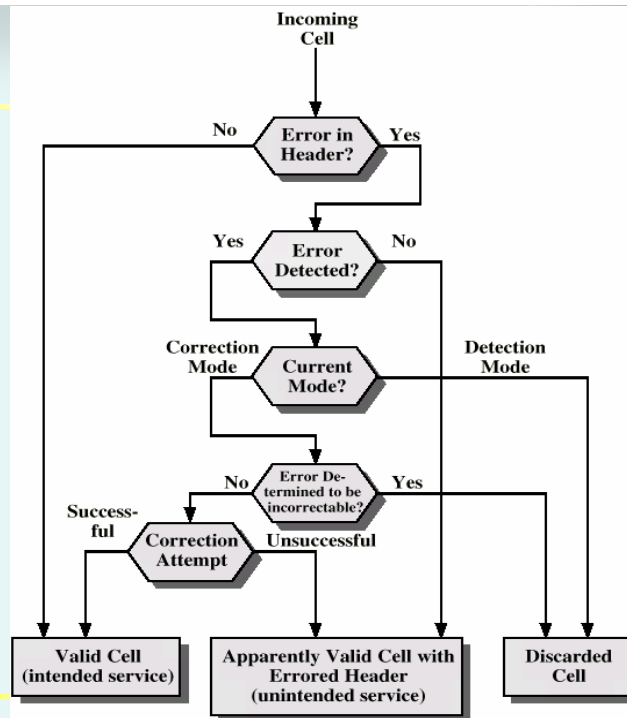 Incoming
Cell
No
Error in
Header?
Yes
Yes
Error
Detected?
No
Correction
Mode
Current
Mode?
Detection
Mode
No
Error De-
termined to be
incorrectable?
Yes
Success-
ful
Correction
Attempt
Unsuccessful
Valid Cell
(intended service)
Apparently Valid Cell with
Errored Header
(unintended service)
Discarded
Cell